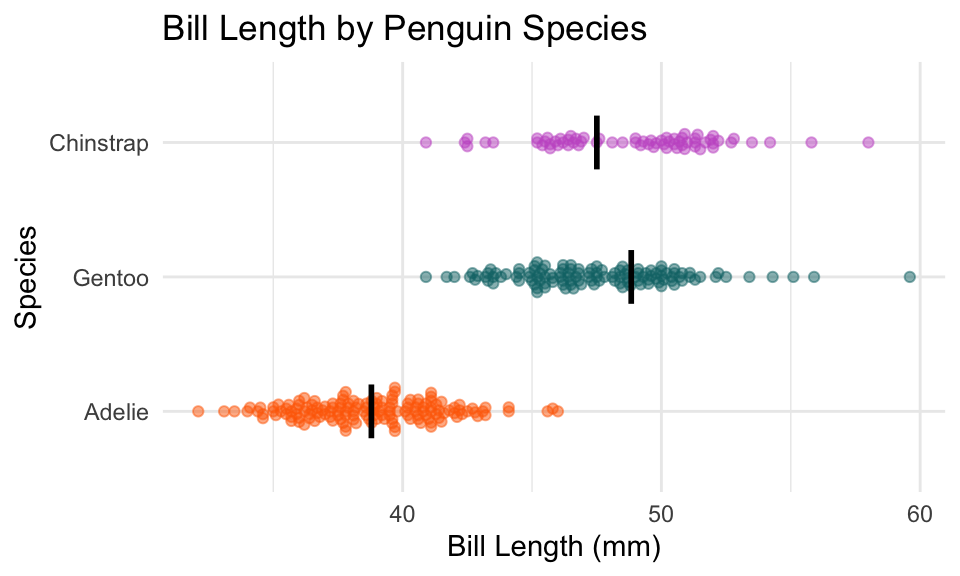 Bill Length by Penguin Species
Species
Chinstrap
Gentoo
Adelie
40 50 60
Bill Length (mm)